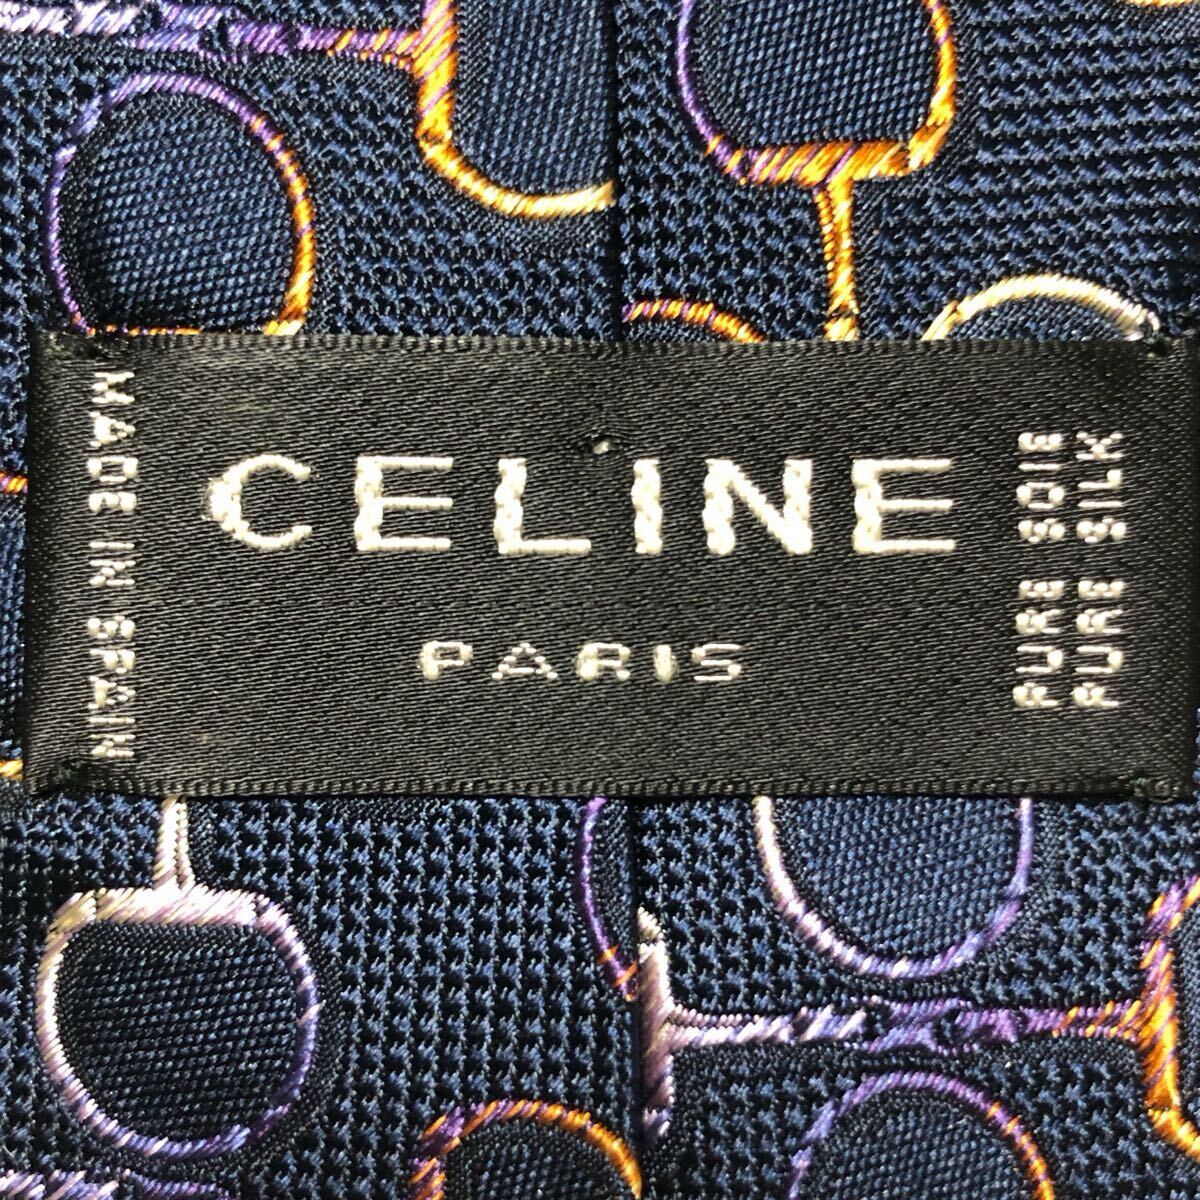 MADE IN SPAIN
CELINE
PARIS
PURE SOIE
PURE SILK